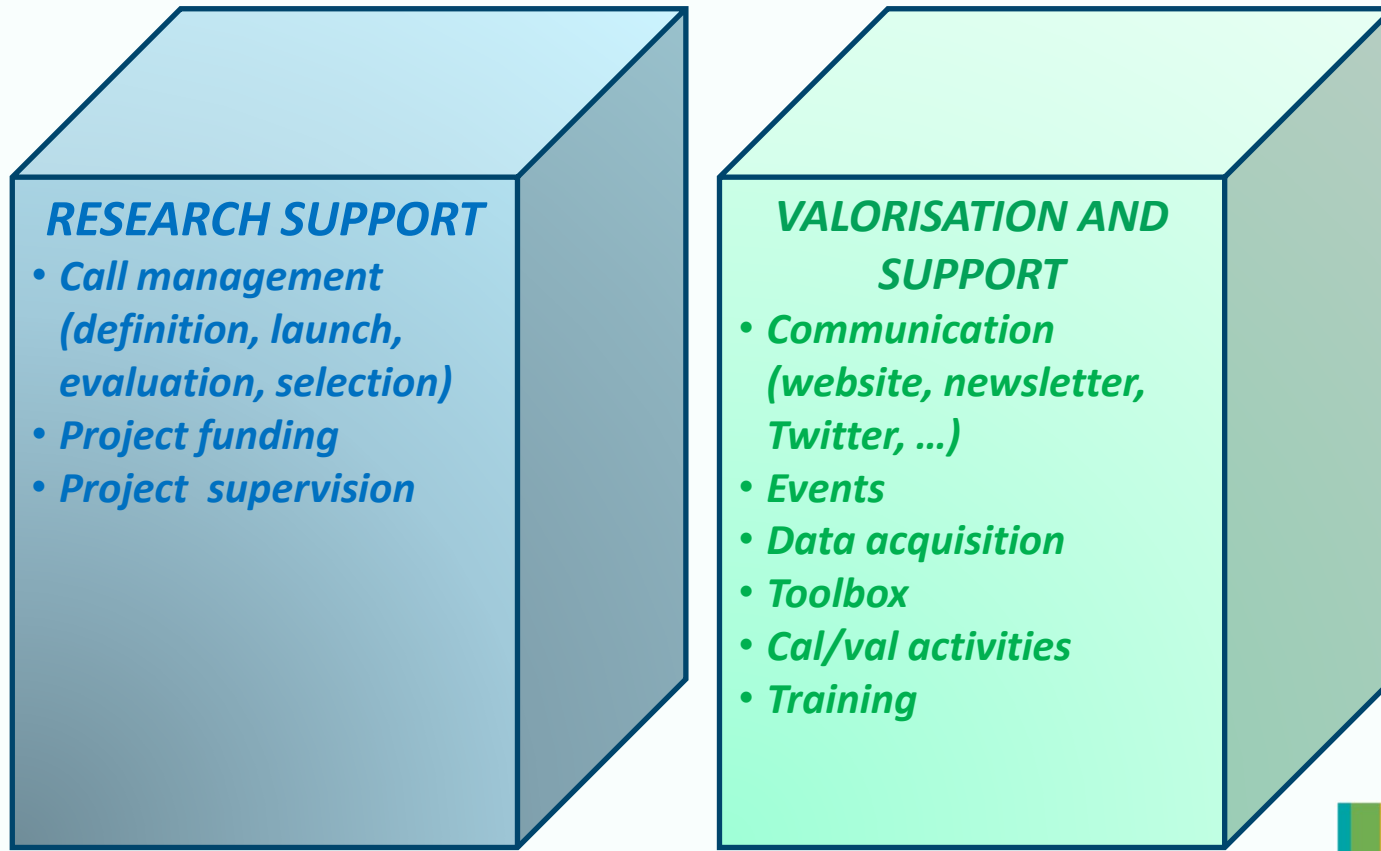 RESEARCH SUPPORT
• Call management
(definition, launch,
evaluation, selection)
• Project funding
• Project  supervision
VALORISATION AND
SUPPORT
• Communication
(website, newsletter,
Twitter, …)
• Events
• Data acquisition
• Toolbox
• Cal/val activities
• Training